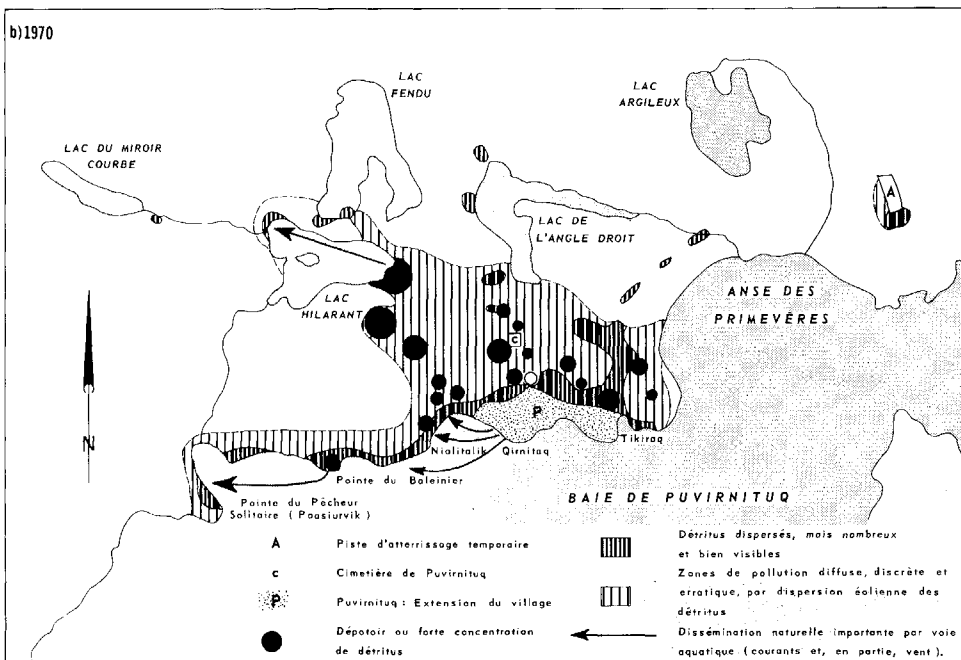 b)1970
LAC
FENDU
LAC
ARGILEUX
LAC DU MIROIR
COURBE
A
LAC DE
L'ANGLE DROIT
ANSE DES
PRIMEVÈRES
LAC
HILARANT
c
P
N
Tikiraq
Nialitalik
Qirnitaq
Pointe du Baleinier
BAIE DE PUVIRNITUQ
Pointe du Pêcheur
Solitaire (Paasiurvik)
A
Piste d'atterrissage temporaire
c
Cimetière de Puvirnituq
P
Puvirnituq: Extension du village
Dépotoir ou forte concentration
de détritus
Détritus dispersés, mais nombreux
et bien visibles
Zones de pollution diffuse, discrète et
erratique, par dispersion éolienne des
détritus
Dissémination naturelle importante par voie
aquatique (courants et, en partie, vent).